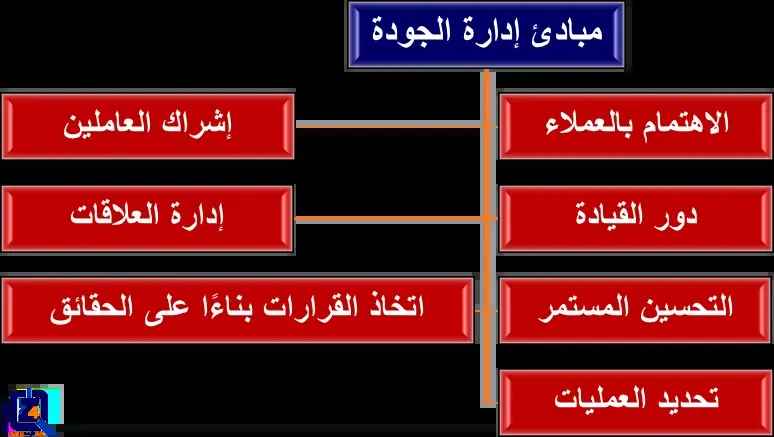 مبادئ إدارة الجودة
الاهتمام بالعملاء
إشراك العاملين
دور القيادة
إدارة العلاقات
التحسين المستمر
اتخاذ القرارات بناءًا على الحقائق
تحديد العمليات